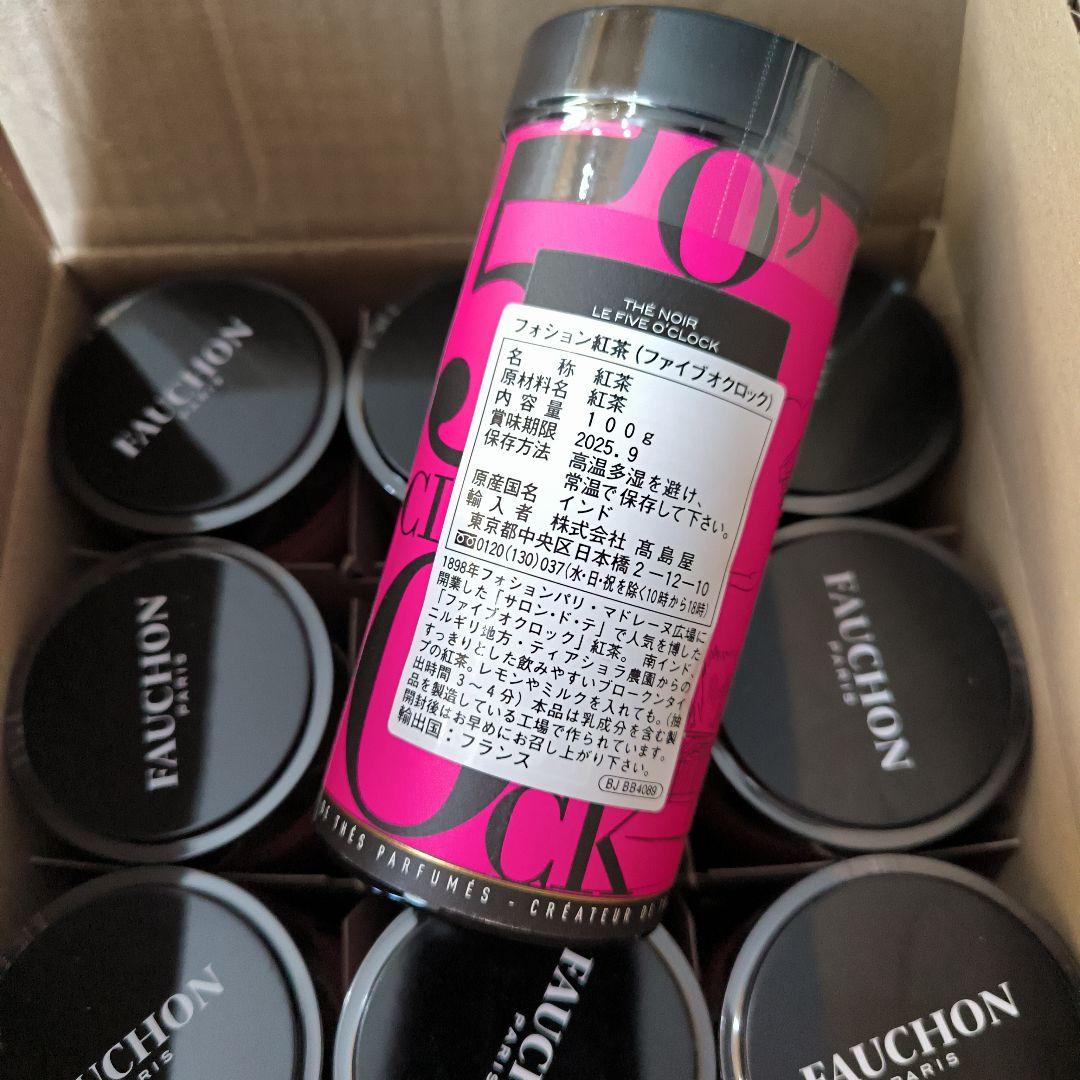 5 O'
CL
OCK
THÉ NOIR
LE FIVE O'CLOCK
フォション紅茶(ファイブオクロック)
名称 紅茶
原材料名 紅茶
内容量 100g
賞味期限 2025.9
保存方法 高温多湿を避け、
常温で保存して下さい。
原産国名 インド
輸入者 株式会社 髙島屋
東京都中央区日本橋2-12-10
0120(130)037(水・日・祝を除く10時から18時)
1898年フォションパリ・マドレーヌ広場に
開業した「サロン・ド・テ」で人気を博した
「ファイブオクロック」紅茶。南インド、
ニルギリ地方・ティアショラ農園からの
すっきりとした飲みやすいブロークンタイ
プの紅茶。レモンやミルクを入れても。(抽
出時間3~4分)本品は乳成分を含む製
品を製造している工場で作られています。
開封後はお早めにお召し上がり下さい。
輸出国:フランス
BJ BB4089
DE THÉS PARFUMÉS - CRÉATEUR DE
FAUCHON
PARIS
FAUCHON
PARIS
FAUCHON
PARIS
FAUCHON
PARIS
FAUCHON
PARIS
FAUCHON
PARIS